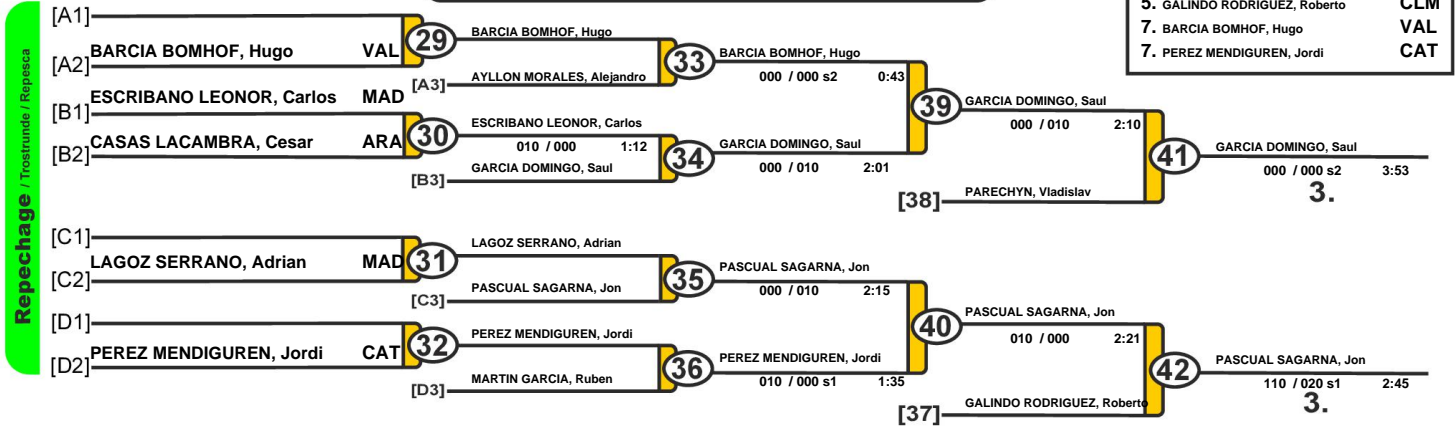 5. GALINDO RODRIGUEZ, Roberto CLM
7. BARCIA BOMHOF, Hugo VAL
7. PEREZ MENDIGUREN, Jordi CAT
Repechage / Trostrunde / Repesca
[A1]
[A2] BARCIA BOMHOF, Hugo VAL
29
BARCIA BOMHOF, Hugo
[A3] AYLLON MORALES, Alejandro
33
BARCIA BOMHOF, Hugo
000 / 000 s2 0:43
[B1] ESCRIBANO LEONOR, Carlos MAD
[B2] CASAS LACAMBRA, Cesar ARA
30
ESCRIBANO LEONOR, Carlos
010 / 000 1:12
[B3] GARCIA DOMINGO, Saul
34
GARCIA DOMINGO, Saul
000 / 010 2:01
39
GARCIA DOMINGO, Saul
000 / 010 2:10
[38] PARECHYN, Vladislav
41
GARCIA DOMINGO, Saul
000 / 000 s2 3:53
3.
[C1]
[C2] LAGOZ SERRANO, Adrian MAD
31
LAGOZ SERRANO, Adrian
[C3] PASCUAL SAGARNA, Jon
35
PASCUAL SAGARNA, Jon
000 / 010 2:15
[D1]
[D2] PEREZ MENDIGUREN, Jordi CAT
32
PEREZ MENDIGUREN, Jordi
[D3] MARTIN GARCIA, Ruben
36
PEREZ MENDIGUREN, Jordi
010 / 000 s1 1:35
40
PASCUAL SAGARNA, Jon
010 / 000 2:21
[37] GALINDO RODRIGUEZ, Roberto
42
PASCUAL SAGARNA, Jon
110 / 020 s1 2:45
3.